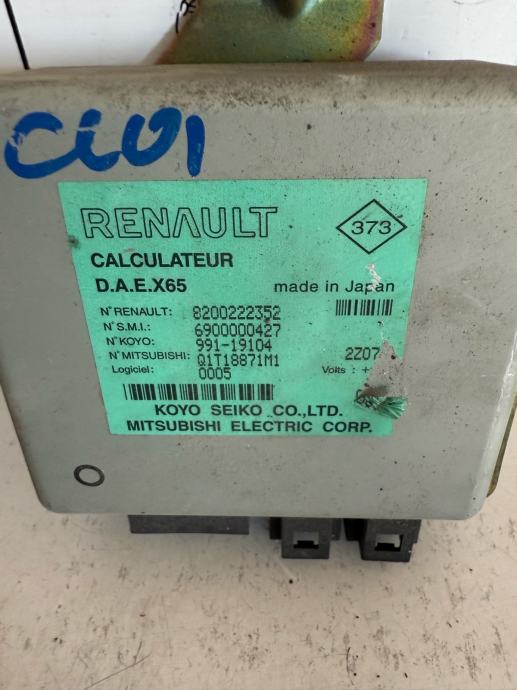 CLIO1
RENAULT
373
CALCULATEUR
D.A.E.X65
made in Japan
N° RENAULT: 8200222352
N° S.M.I.: 6900000427
N° KOYO: 991-19104
N° MITSUBISHI: Q1T18871M1 2Z07
Logiciel: 0005 Volts : +
KOYO SEIKO CO.,LTD.
MITSUBISHI ELECTRIC CORP.